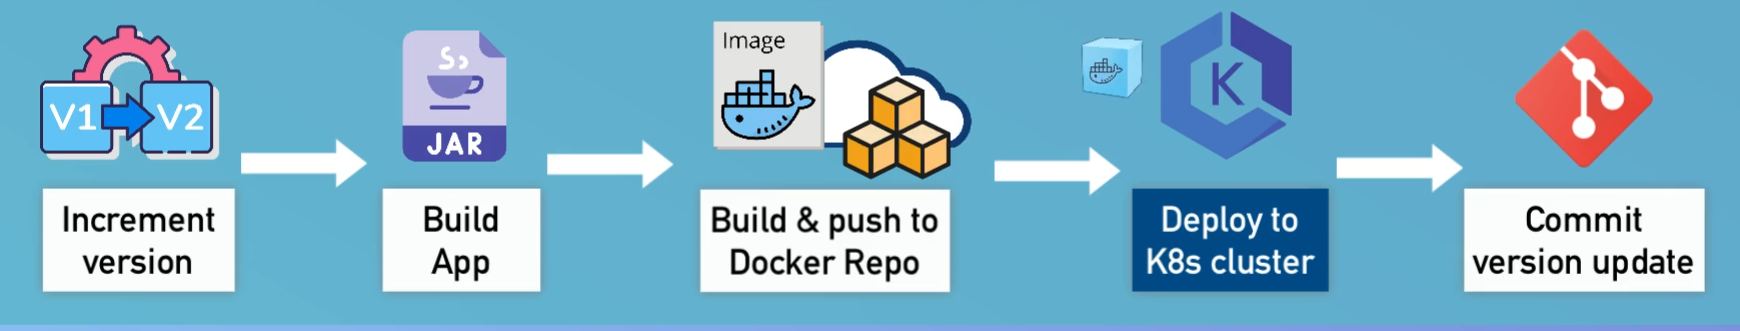 V1
V2
Increment
version
S
JAR
Build
App
Image
Build & push to
Docker Repo
K
Deploy to
K8s cluster
Commit
version update